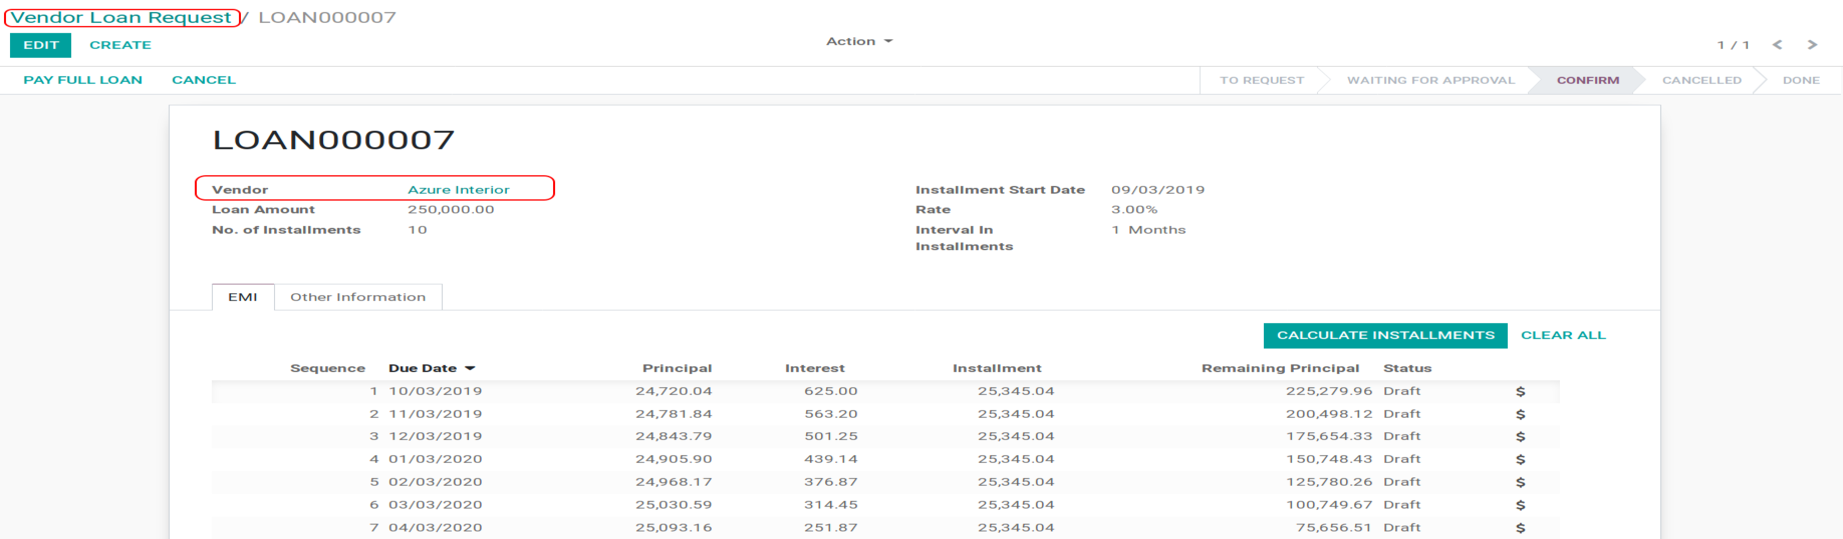 Vendor Loan Request / LOAN000007
EDIT CREATE Action 1 / 1 < >
PAY FULL LOAN CANCEL TO REQUEST WAITING FOR APPROVAL CONFIRM CANCELLED DONE
LOAN000007
Vendor Azure Interior Installment Start Date 09/03/2019
Loan Amount 250,000.00 Rate 3.00%
No. of Installments 10 Interval In Installments 1 Months
EMI Other Information
CALCULATE INSTALLMENTS CLEAR ALL
Sequence Due Date Principal Interest Installment Remaining Principal Status
1 10/03/2019 24,720.04 625.00 25,345.04 225,279.96 Draft $
2 11/03/2019 24,781.84 563.20 25,345.04 200,498.12 Draft $
3 12/03/2019 24,843.79 501.25 25,345.04 175,654.33 Draft $
4 01/03/2020 24,905.90 439.14 25,345.04 150,748.43 Draft $
5 02/03/2020 24,968.17 376.87 25,345.04 125,780.26 Draft $
6 03/03/2020 25,030.59 314.45 25,345.04 100,749.67 Draft $
7 04/03/2020 25,093.16 251.87 25,345.04 75,656.51 Draft $